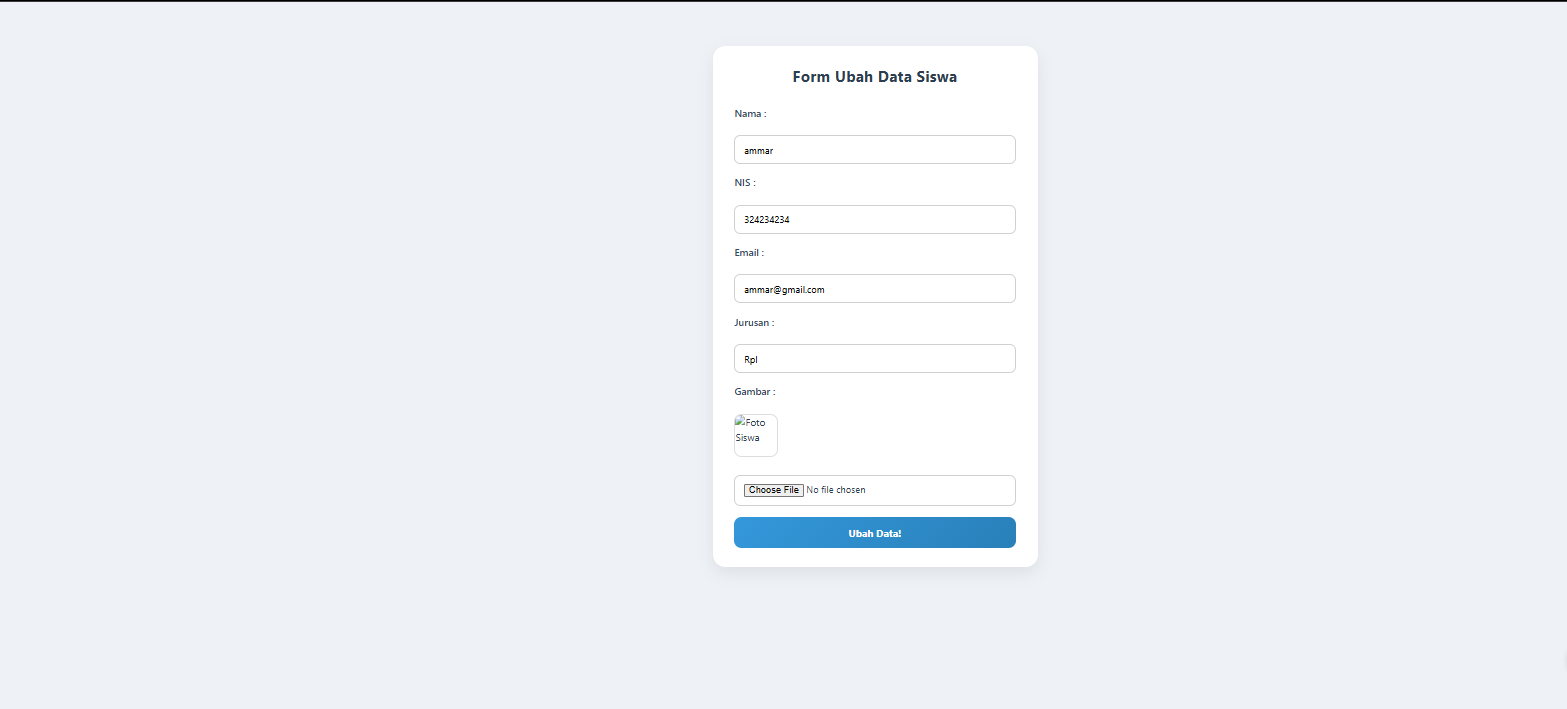 Form Ubah Data Siswa
Nama :
ammar
NIS :
324234234
Email :
ammar@gmail.com
Jurusan :
Rpl
Gambar :
Foto
Siswa
Choose File No file chosen
Ubah Data!